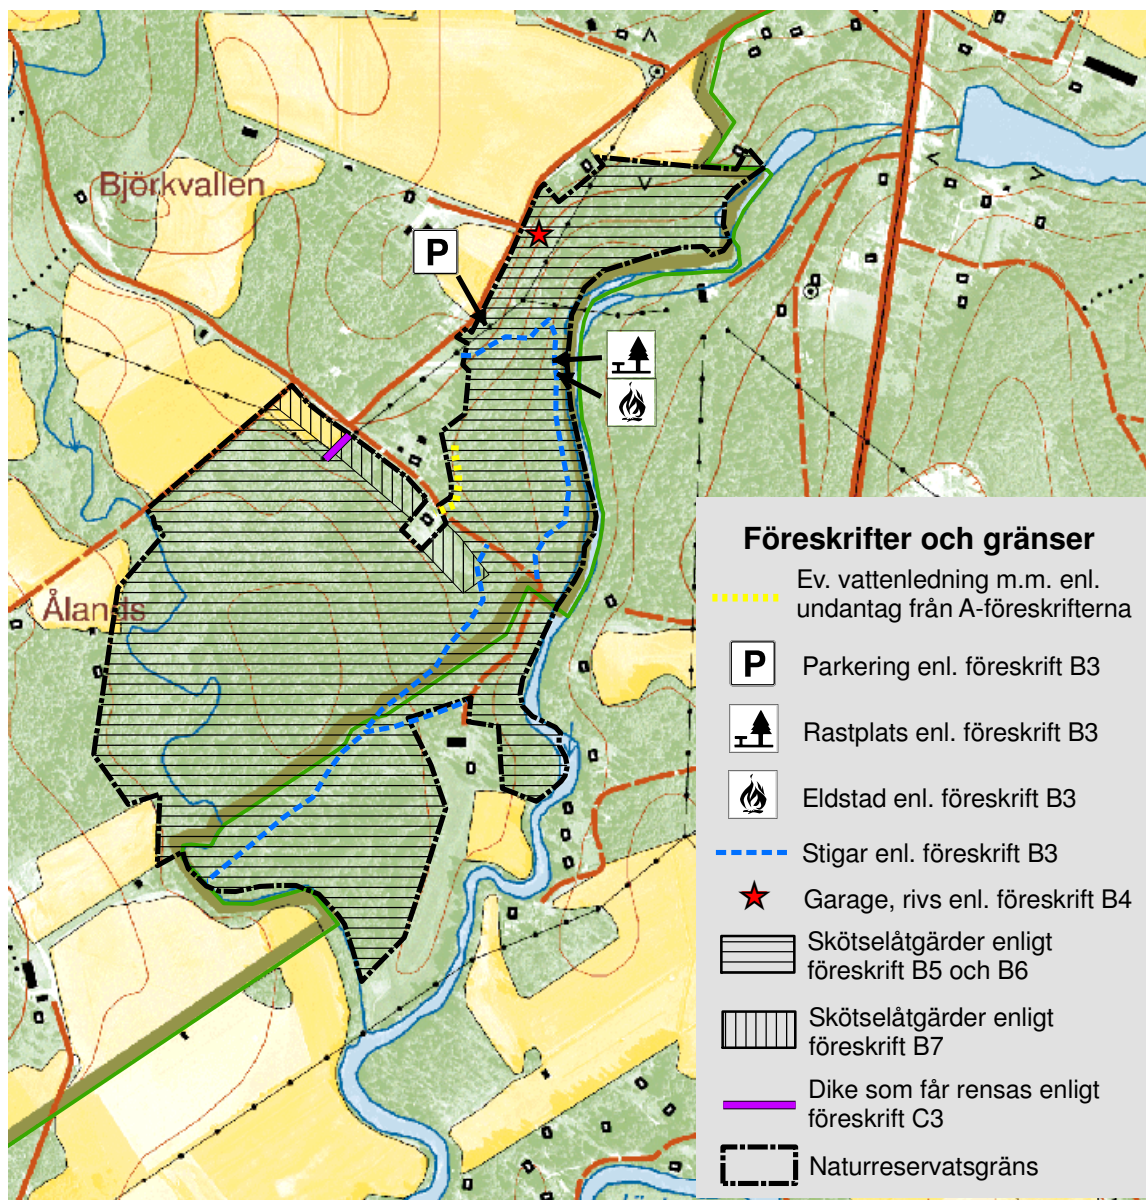 Björkvallen
P
Ålands
Föreskrifter och gränser
Ev. vattenledning m.m. enl.
undantag från A-föreskrifterna
P
Parkering enl. föreskrift B3
Rastplats enl. föreskrift B3
Eldstad enl. föreskrift B3
Stigar enl. föreskrift B3
Garage, rivs enl. föreskrift B4
Skötselåtgärder enligt
föreskrift B5 och B6
Skötselåtgärder enligt
föreskrift B7
Dike som får rensas enligt
föreskrift C3
Naturreservatsgräns